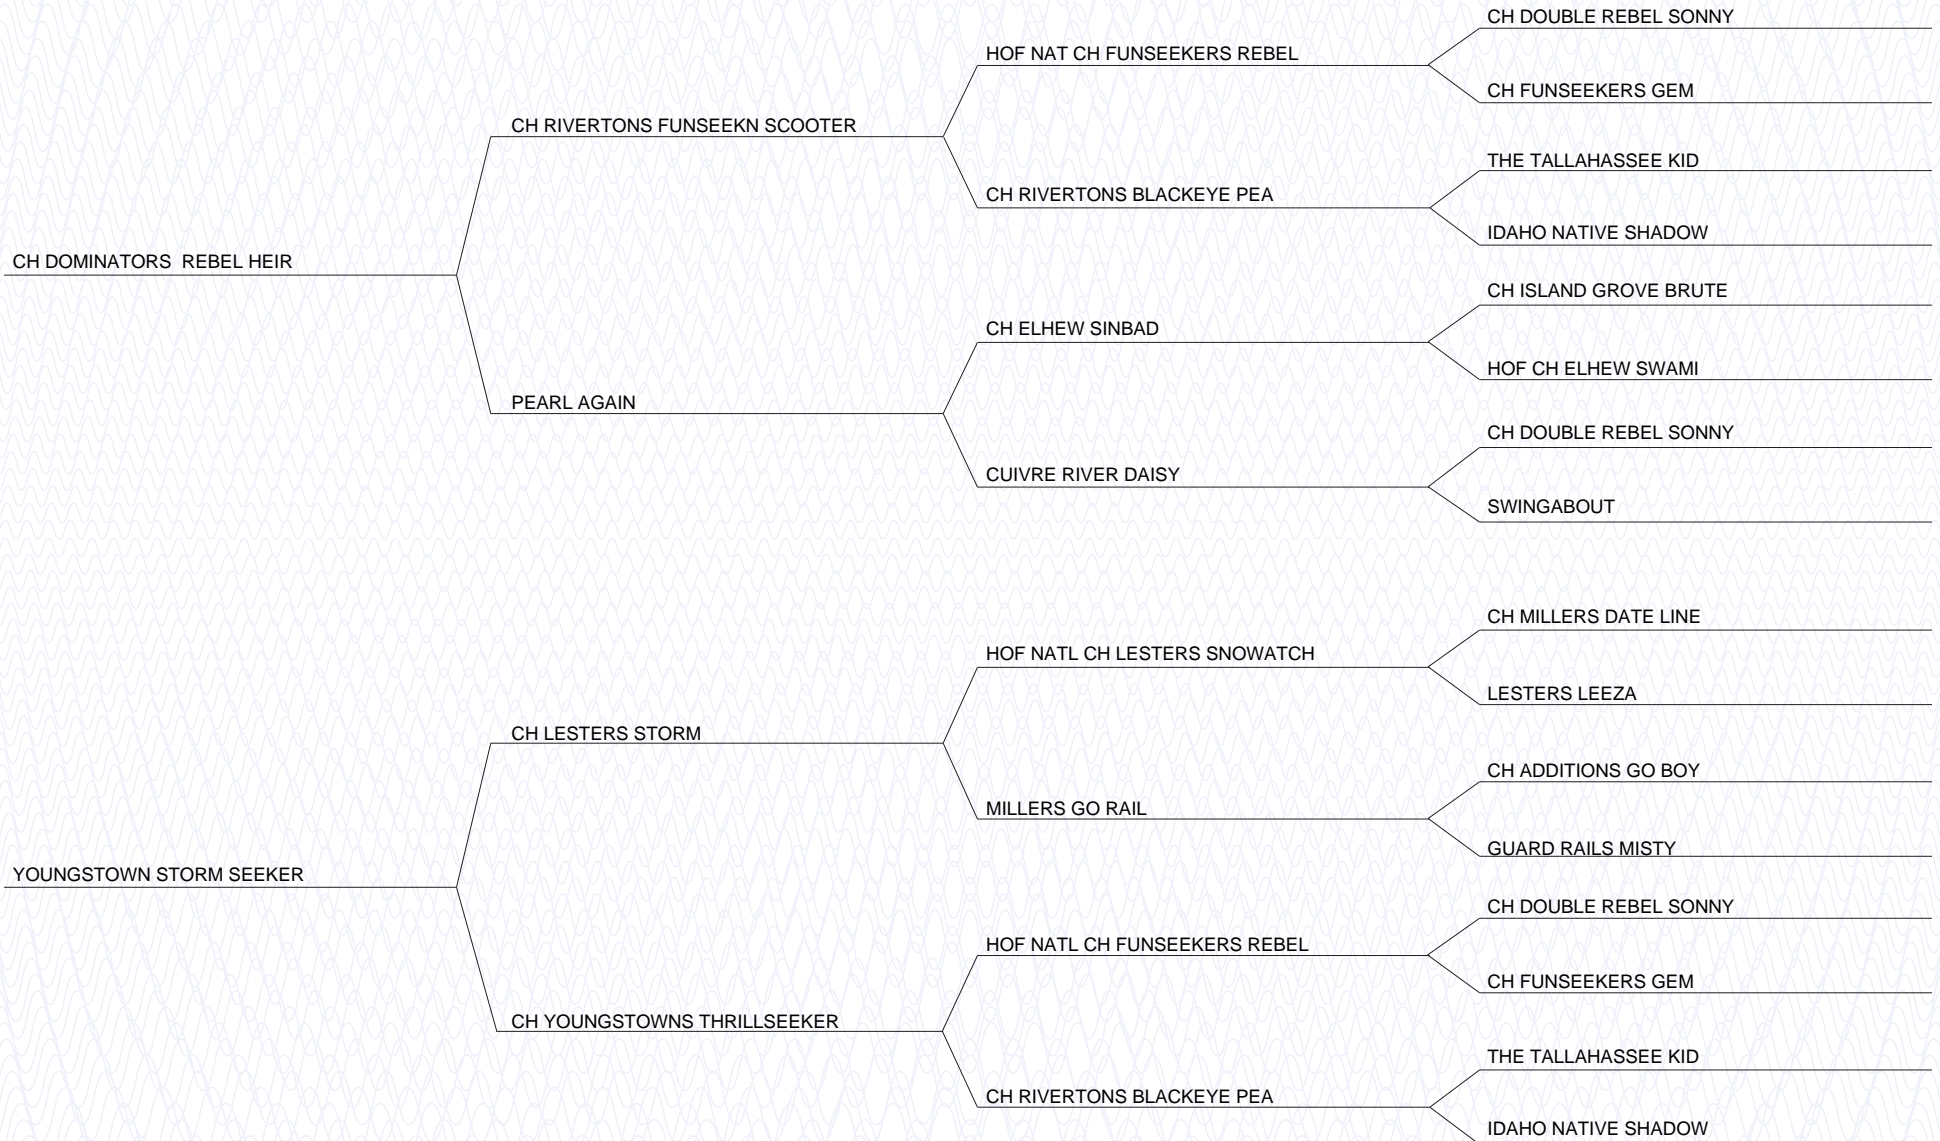 CH DOUBLE REBEL SONNY
HOF NAT CH FUNSEEKERS REBEL
CH FUNSEEKERS GEM
CH RIVERTONS FUNSEEKN SCOOTER
THE TALLAHASSEE KID
CH RIVERTONS BLACKEYE PEA
IDAHO NATIVE SHADOW
CH DOMINATORS  REBEL HEIR
CH ISLAND GROVE BRUTE
CH ELHEW SINBAD
HOF CH ELHEW SWAMI
PEARL AGAIN
CH DOUBLE REBEL SONNY
CUIVRE RIVER DAISY
SWINGABOUT
CH MILLERS DATE LINE
HOF NATL CH LESTERS SNOWATCH
LESTERS LEEZA
CH LESTERS STORM
CH ADDITIONS GO BOY
MILLERS GO RAIL
GUARD RAILS MISTY
YOUNGSTOWN STORM SEEKER
CH DOUBLE REBEL SONNY
HOF NATL CH FUNSEEKERS REBEL
CH FUNSEEKERS GEM
CH YOUNGSTOWNS THRILLSEEKER
THE TALLAHASSEE KID
CH RIVERTONS BLACKEYE PEA
IDAHO NATIVE SHADOW